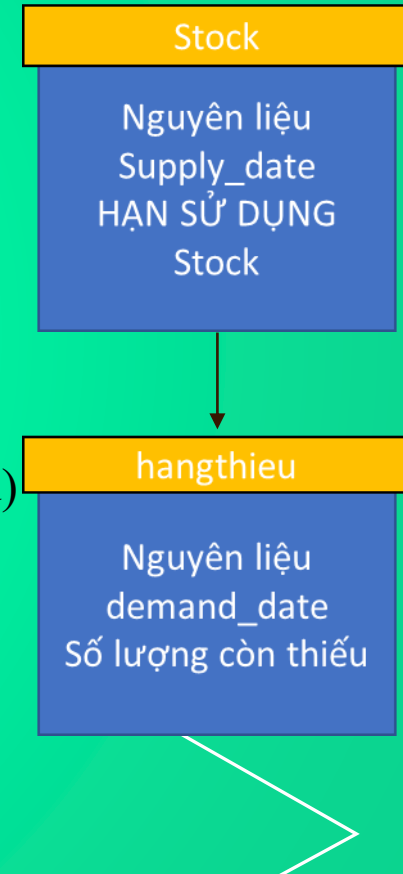 Stock
Nguyên liệu
Supply_date
HẠN SỬ DỤNG
Stock
)
hangthieu
Nguyên liệu
demand_date
Số lượng còn thiếu